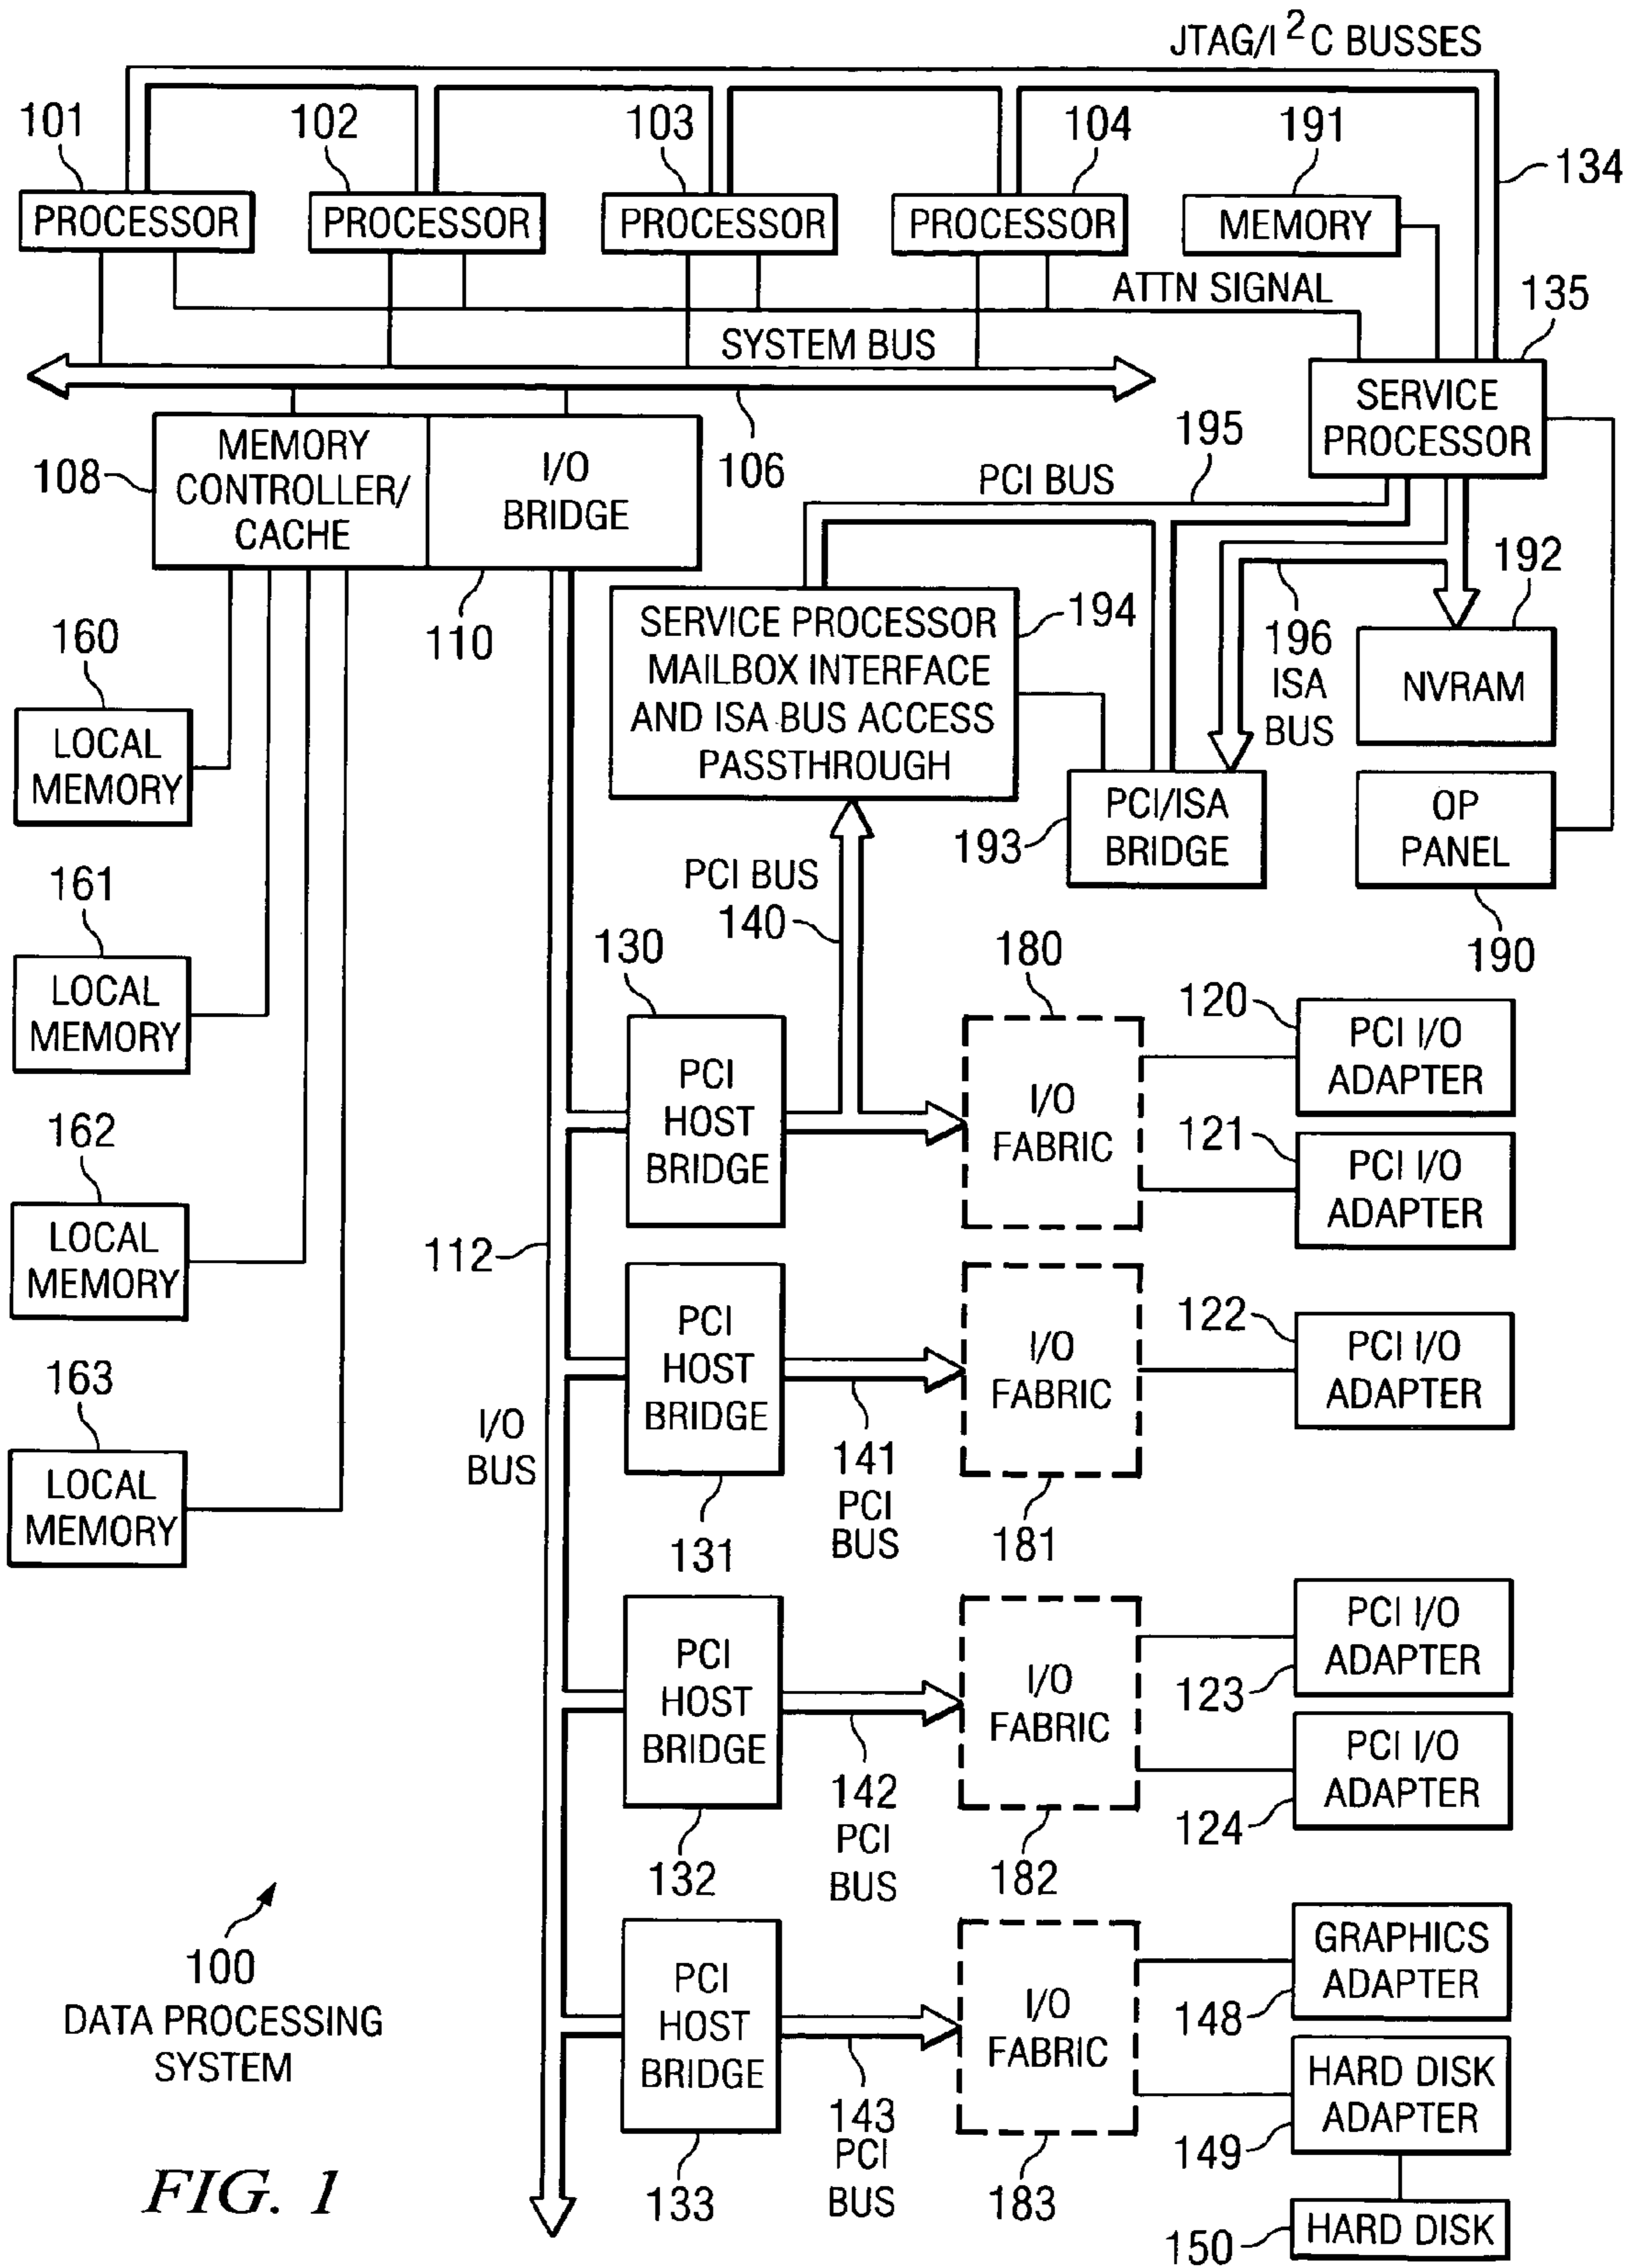 JTAG/I 2C BUSSES
101
102
103
104
191
134
PROCESSOR
PROCESSOR
PROCESSOR
PROCESSOR
MEMORY
ATTN SIGNAL
135
SYSTEM BUS
SERVICE
PROCESSOR
108
MEMORY
CONTROLLER/
CACHE
I/O
BRIDGE
106
195
PCI BUS
110
192
194
SERVICE PROCESSOR
MAILBOX INTERFACE
AND ISA BUS ACCESS
PASSTHROUGH
196
ISA
BUS
NVRAM
160
LOCAL
MEMORY
193
PCI/ISA
BRIDGE
OP
PANEL
190
PCI BUS
140
161
LOCAL
MEMORY
130
PCI
HOST
BRIDGE
180
I/O
FABRIC
120
PCI I/O
ADAPTER
121
PCI I/O
ADAPTER
162
LOCAL
MEMORY
112
PCI
HOST
BRIDGE
131
141
PCI
BUS
I/O
FABRIC
181
122
PCI I/O
ADAPTER
163
LOCAL
MEMORY
I/O
BUS
PCI
HOST
BRIDGE
132
142
PCI
BUS
I/O
FABRIC
182
PCI I/O
ADAPTER
123
PCI I/O
ADAPTER
124
100
DATA PROCESSING
SYSTEM
PCI
HOST
BRIDGE
133
143
PCI
BUS
I/O
FABRIC
183
GRAPHICS
ADAPTER
148
HARD DISK
ADAPTER
149
150
HARD DISK
FIG. 1